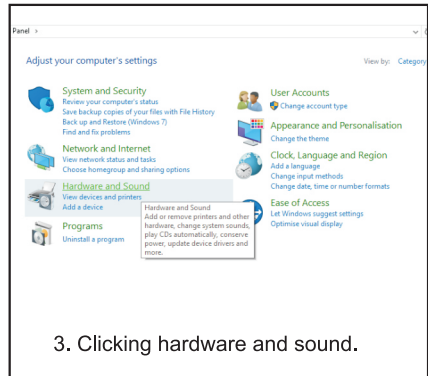 Panel >
Adjust your computer's settings
View by: Category
System and Security
Review your computer's status
Save backup copies of your files with File History
Back up and Restore (Windows 7)
Find and fix problems
Network and Internet
View network status and tasks
Choose homegroup and sharing options
Hardware and Sound
View devices and printers
Add a device
Hardware and Sound
Add or remove printers and other
hardware, change system sounds,
play CDs automatically, conserve
power, update device drivers and
more.
Programs
Uninstall a program
User Accounts
Change account type
Appearance and Personalisation
Change the theme
Clock, Language and Region
Add a language
Change input methods
Change date, time or number formats
Ease of Access
Let Windows suggest settings
Optimise visual display
3. Clicking hardware and sound.